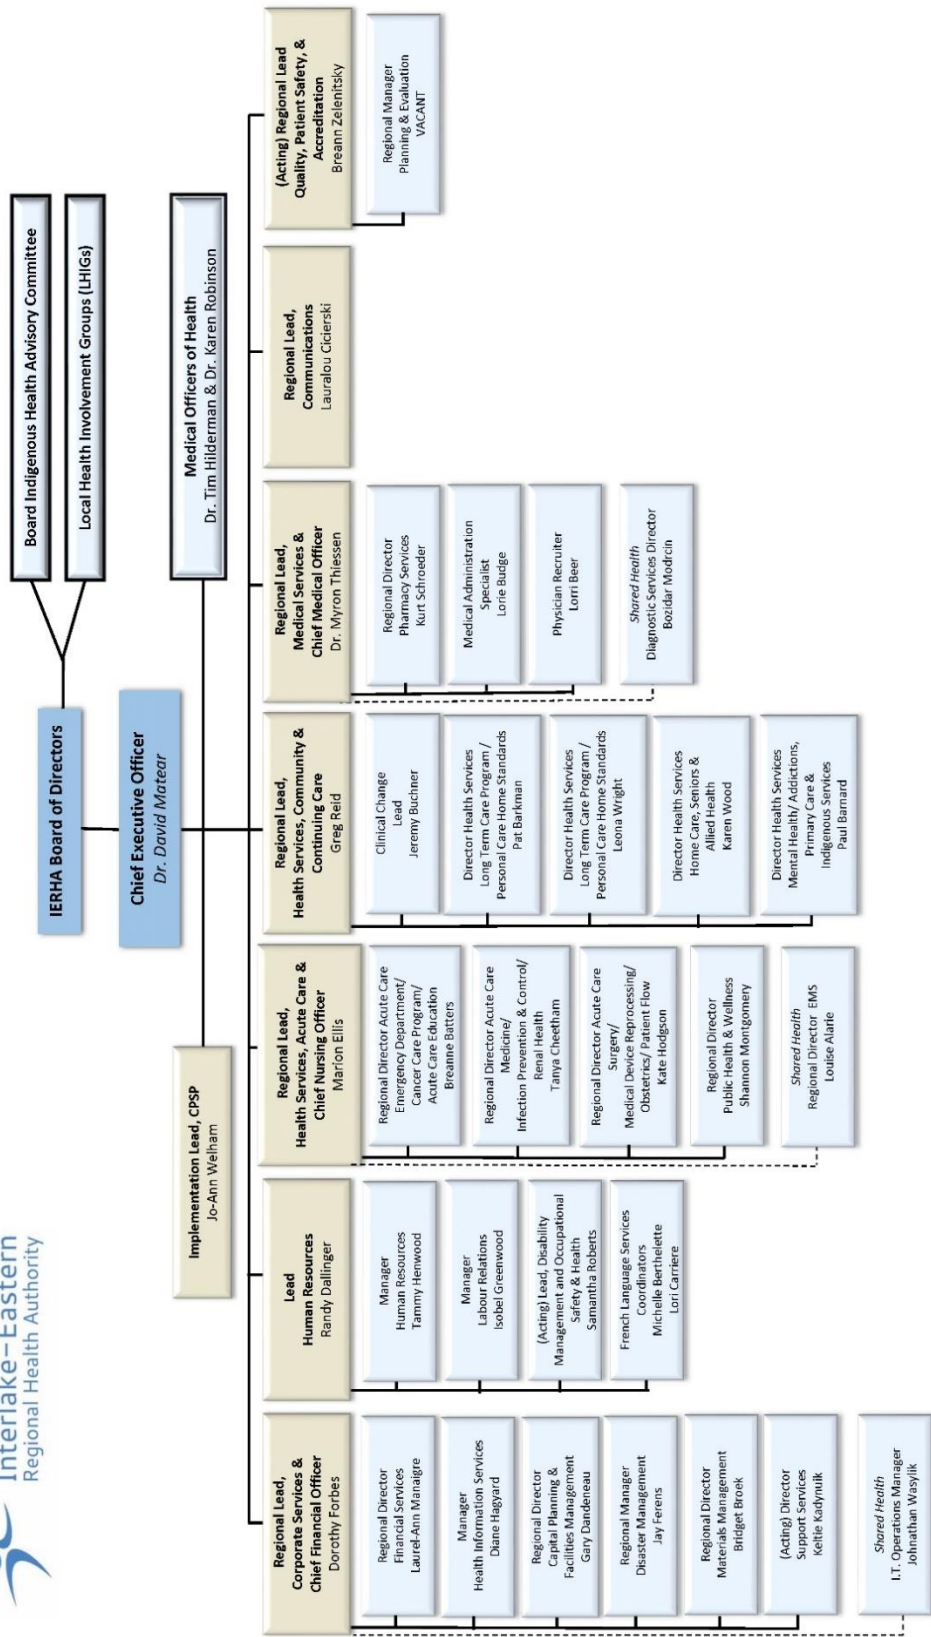 Interlake-Eastern
Regional Health Authority
IERHA Board of Directors
Board Indigenous Health Advisory Committee
Local Health Involvement Groups (LHIGs)
Chief Executive Officer
Dr. David Matear
Implementation Lead, CPSP
Jo-Ann Welham
Medical Officers of Health
Dr. Tim Hilderman & Dr. Karen Robinson
Regional Lead,
Corporate Services &
Chief Financial Officer
Dorothy Forbes
Regional Director
Financial Services
Laurel-Ann Manaigre
Manager
Health Information Services
Diane Hagyard
Regional Director
Capital Planning &
Facilities Management
Gary Dandeneau
Regional Manager
Disaster Management
Jay Ferens
Regional Director
Materials Management
Bridget Broek
(Acting) Director
Support Services
Keltie Kadynuik
Shared Health
I.T. Operations Manager
Johnathan Wasylik
Lead
Human Resources
Randy Dallinger
Manager
Human Resources
Tammy Henwood
Manager
Labour Relations
Isobel Greenwood
(Acting) Lead, Disability
Management and Occupational
Safety & Health
Samantha Roberts
French Language Services
Coordinators
Michelle Berthelette
Lori Carriere
Regional Lead,
Health Services, Acute Care &
Chief Nursing Officer
Marion Ellis
Regional Director Acute Care
Emergency Department/
Cancer Care Program/
Acute Care Education
Breanne Batters
Regional Director Acute Care
Medicine/
Infection Prevention & Control/
Renal Health
Tanya Cheetham
Regional Director Acute Care
Surgery/
Medical Device Reprocessing/
Obstetrics/ Patient Flow
Kate Hodgson
Regional Director
Public Health & Wellness
Shannon Montgomery
Shared Health
Regional Director EMS
Louise Alarie
Regional Lead,
Health Services, Community &
Continuing Care
Greg Reid
Clinical Change
Lead
Jeremy Buchner
Director Health Services
Long Term Care Program /
Personal Care Home Standards
Pat Barkman
Director Health Services
Long Term Care Program /
Personal Care Home Standards
Leona Wright
Director Health Services
Home Care, Seniors &
Allied Health
Karen Wood
Director Health Services
Mental Health/ Addictions,
Primary Care &
Indigenous Services
Paul Barnard
Regional Lead,
Medical Services &
Chief Medical Officer
Dr. Myron Thiessen
Regional Director
Pharmacy Services
Kurt Schroeder
Medical Administration
Specialist
Lorie Budge
Physician Recruiter
Lorri Beer
Shared Health
Diagnostic Services Director
Bozidar Modrcin
Regional Lead,
Communications
Lauralou Cicierski
(Acting) Regional Lead
Quality, Patient Safety, &
Accreditation
Breann Zelenitsky
Regional Manager
Planning & Evaluation
VACANT